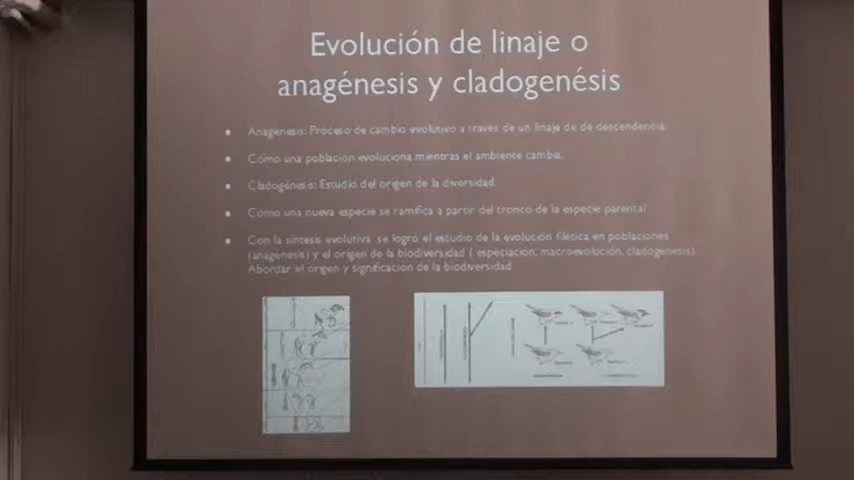 Evolución de linaje o
anagénesis y cladogenésis
• Anagenesis: Proceso de cambio evolutivo a traves de un linaje de de descendencia.
• Como una población evoluciona mientras el ambiente cambia.
• Cladogénesis: Estudio del origen de la diversidad.
• Como una nueva especie se ramifica a partir del tronco de la especie parental
• Con la síntesis evolutiva se logró el estudio de la evolución filética en poblaciones
(anagénesis) y el origen de la biodiversidad ( especiación, macroevolución, cladogenesis).
Abordar el origen y significación de la biodiversidad